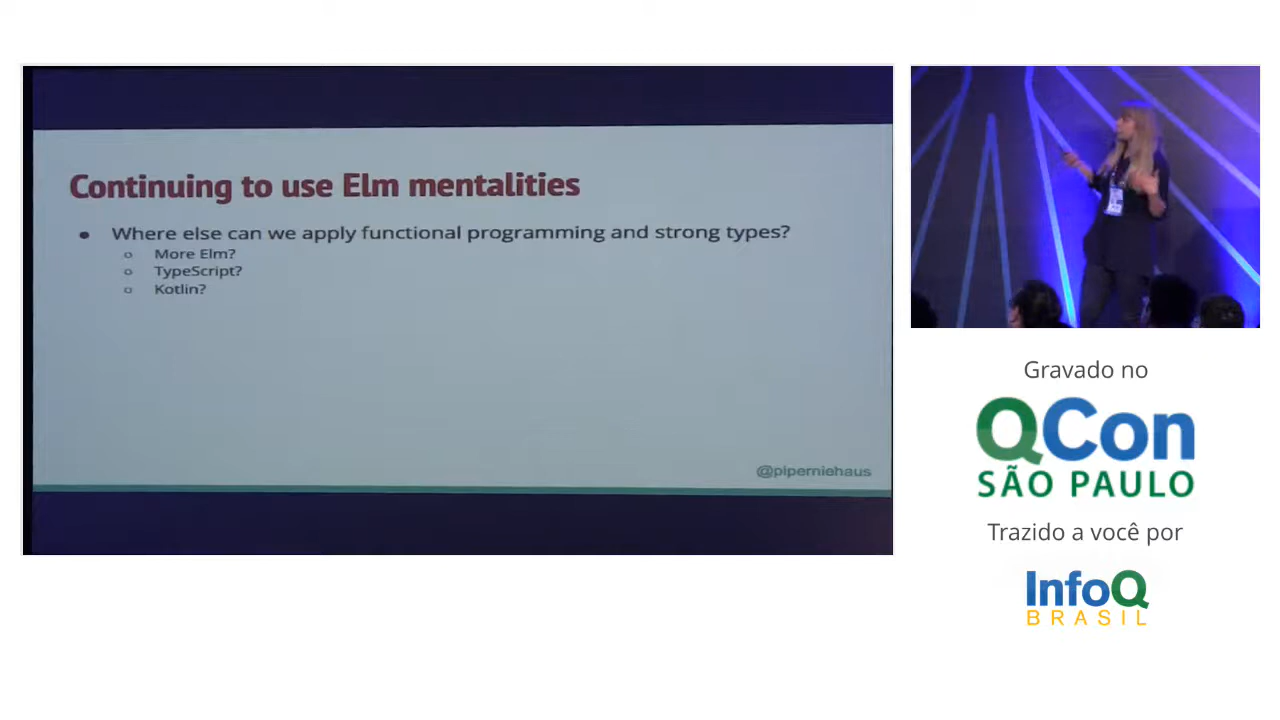 Continuing to use Elm mentalities
● Where else can we apply functional programming and strong types?
○ More Elm?
○ TypeScript?
○ Kotlin?
@piperniehaus
Gravado no
QCon
SÃO PAULO
Trazido a você por
InfoQ
BRASIL